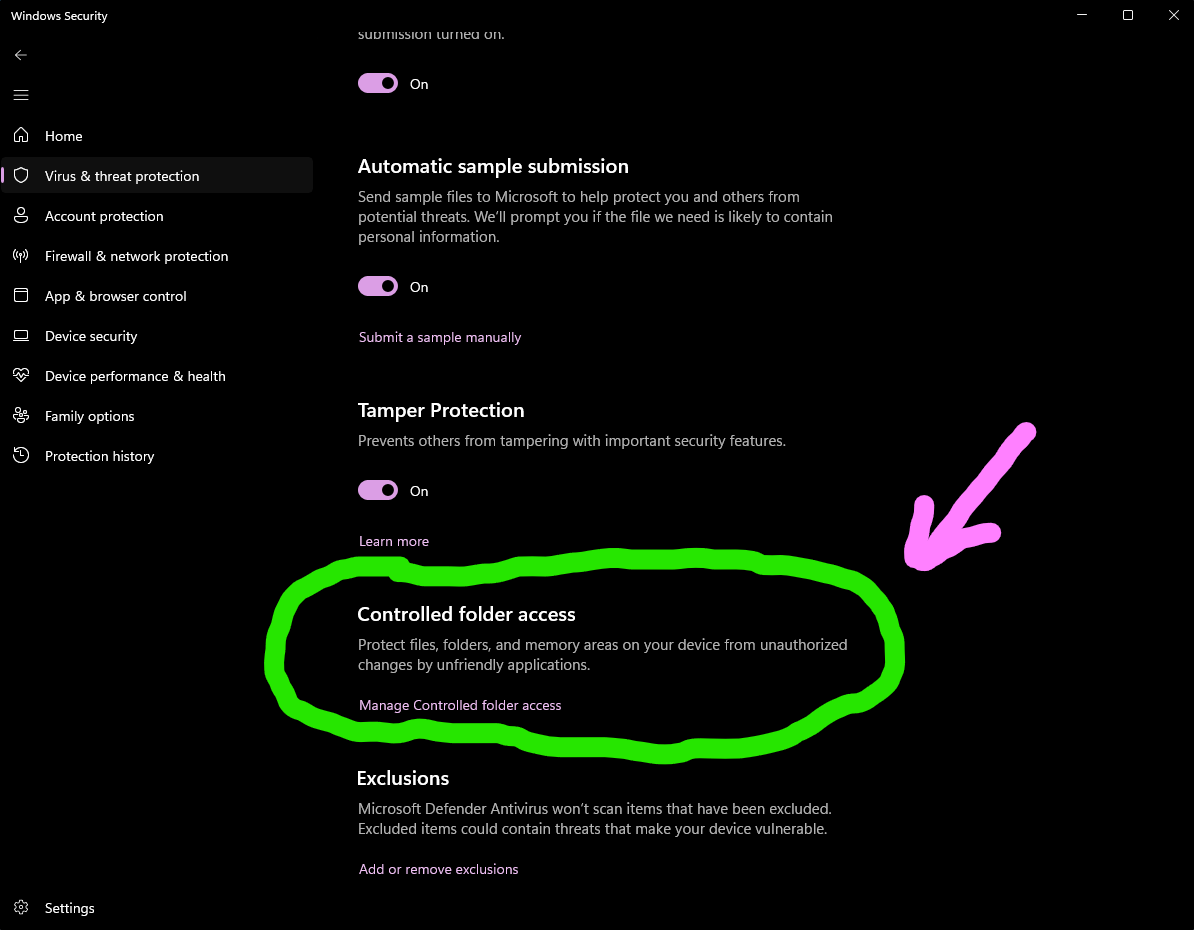 Windows Security
submission turned on.
On
Home
Virus & threat protection
Account protection
Firewall & network protection
App & browser control
Device security
Device performance & health
Family options
Protection history
Settings
Automatic sample submission
Send sample files to Microsoft to help protect you and others from
potential threats. We’ll prompt you if the file we need is likely to contain
personal information.
On
Submit a sample manually
Tamper Protection
Prevents others from tampering with important security features.
On
Learn more
Controlled folder access
Protect files, folders, and memory areas on your device from unauthorized
changes by unfriendly applications.
Manage Controlled folder access
Exclusions
Microsoft Defender Antivirus won’t scan items that have been excluded.
Excluded items could contain threats that make your device vulnerable.
Add or remove exclusions